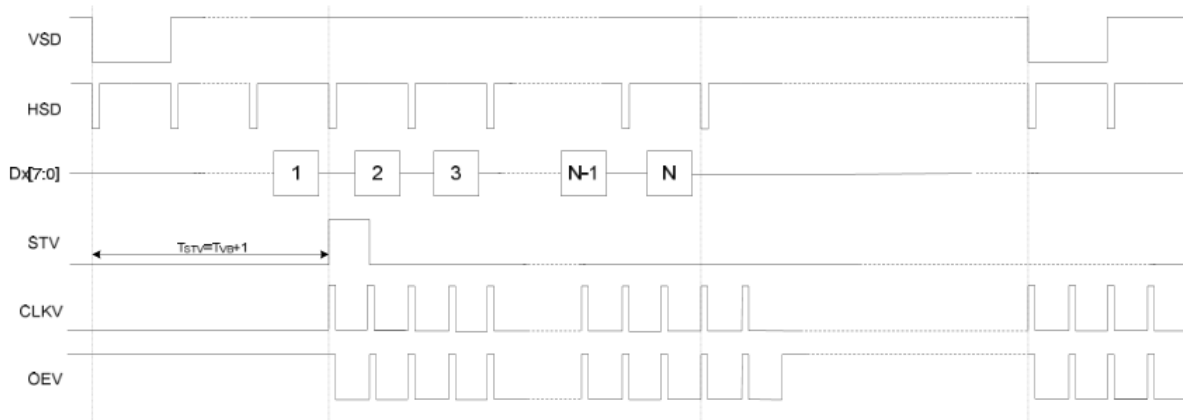 VSD
HSD
Dx[7:0] 1 2 3 N-1 N
STV TSTV=TVB+1
CLKV
OEV